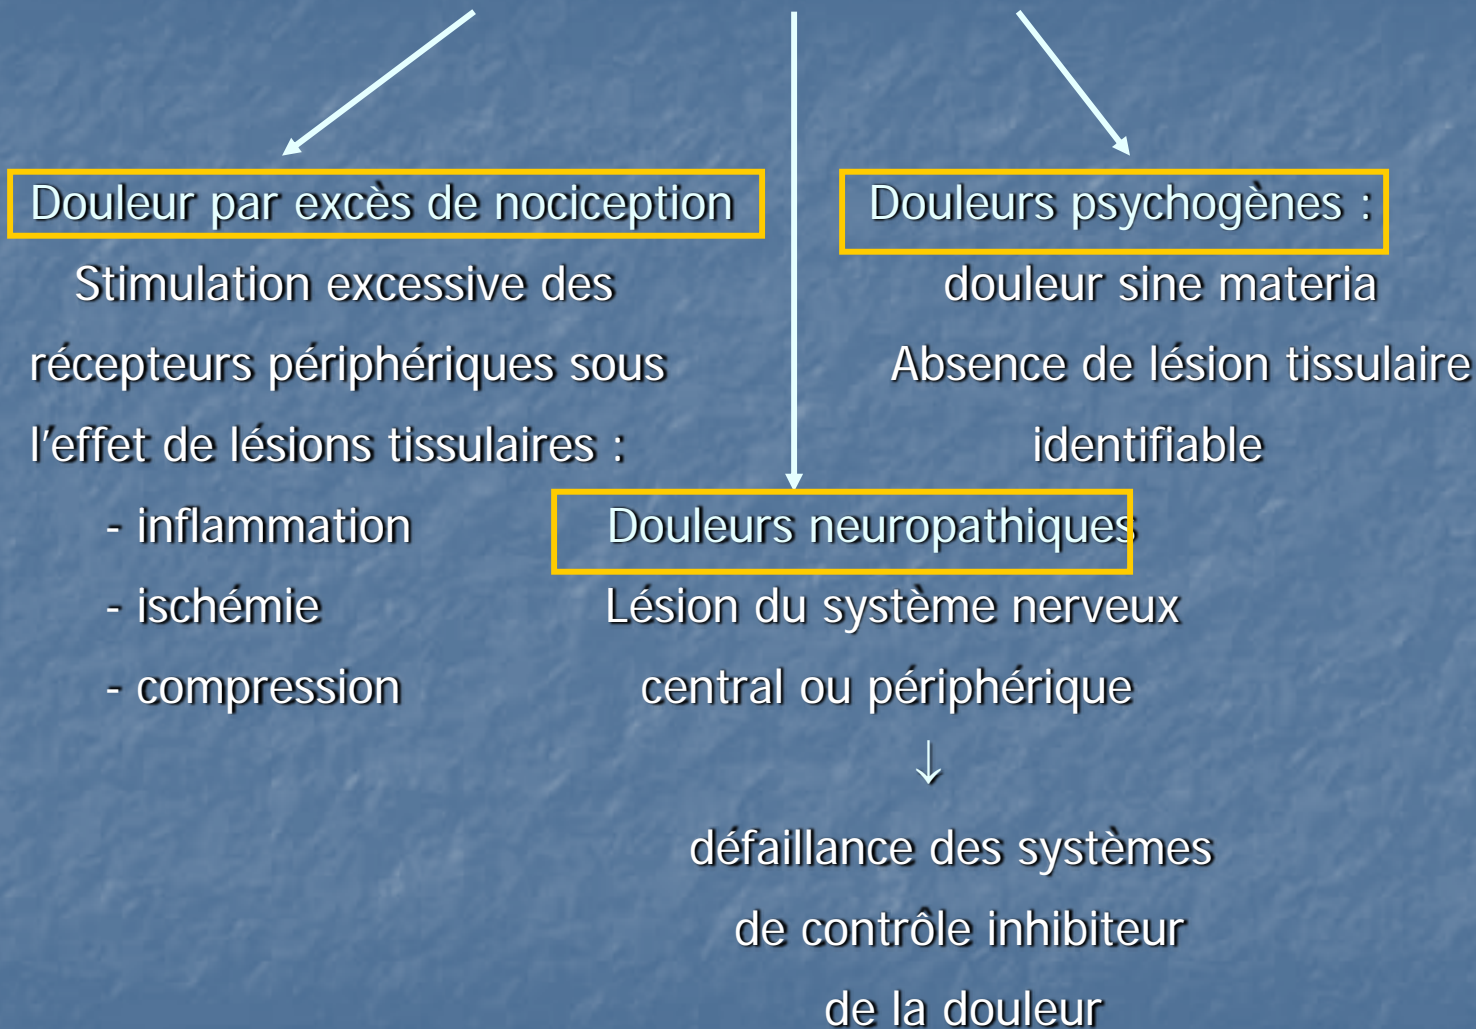 Douleur par excès de nociception
Stimulation excessive des
récepteurs périphériques sous
l'effet de lésions tissulaires :
- inflammation
- ischémie
- compression
Douleurs psychogènes :
douleur sine materia
Absence de lésion tissulaire
identifiable
Douleurs neuropathiques
Lésion du système nerveux
central ou périphérique
↓
défaillance des systèmes
de contrôle inhibiteur
de la douleur